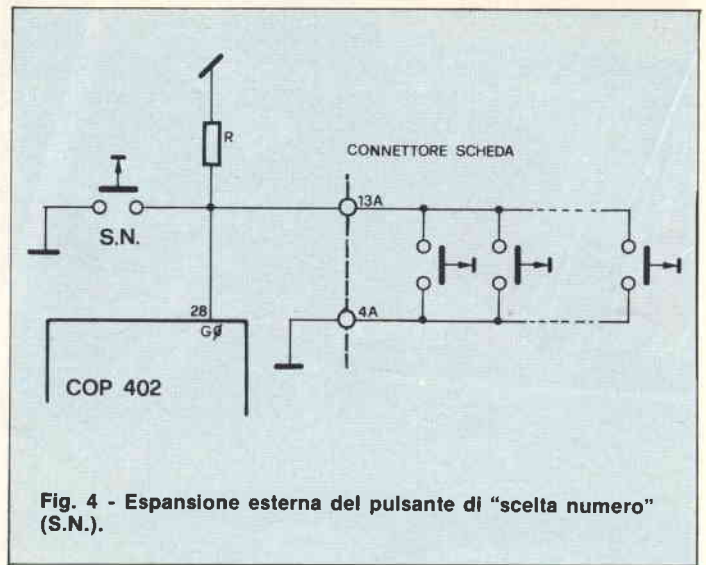 R
CONNETTORE SCHEDA
13A
S.N.
28
4A
GØ
COP 402
Fig. 4 - Espansione esterna del pulsante di "scelta numero"
(S.N.).